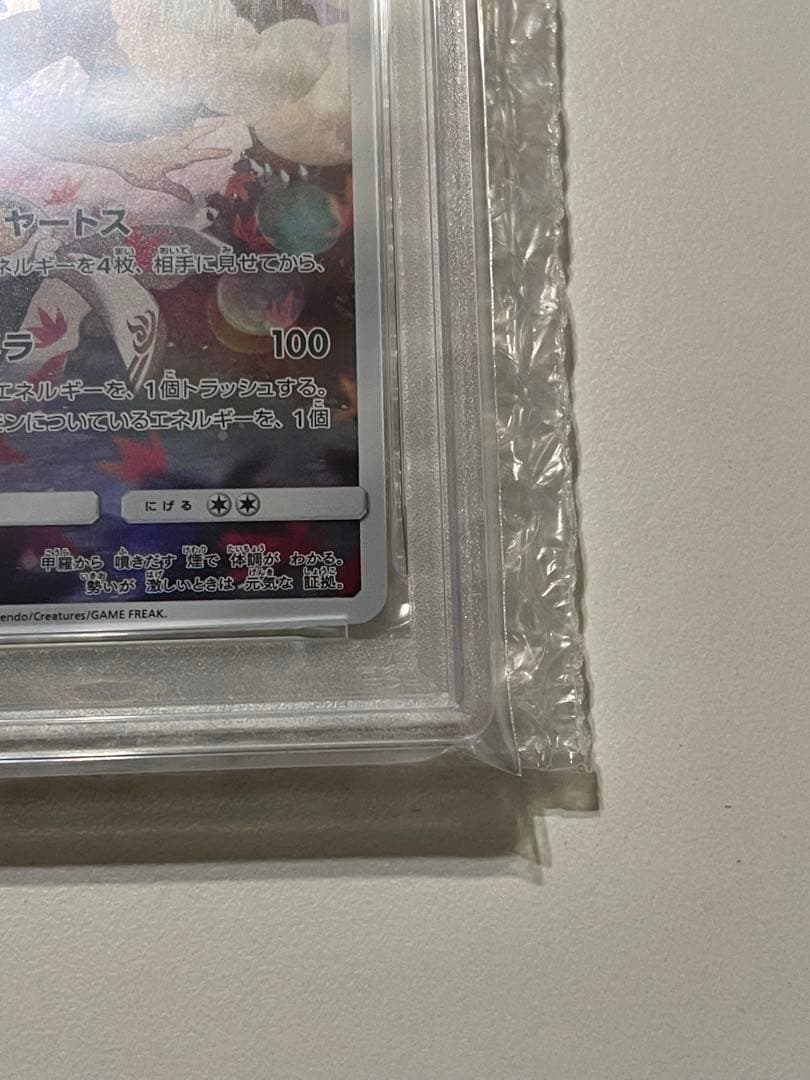 ヤートス
ネルギーを4枚、相手に見せてから、
ラ 100
エネルギーを、1個トラッシュする。
モンについているエネルギーを、1個
にげる
甲羅から 噴きだす 煙で 体調が わかる。
勢いが 激しいときは 元気な 証拠。
endo/Creatures/GAME FREAK.